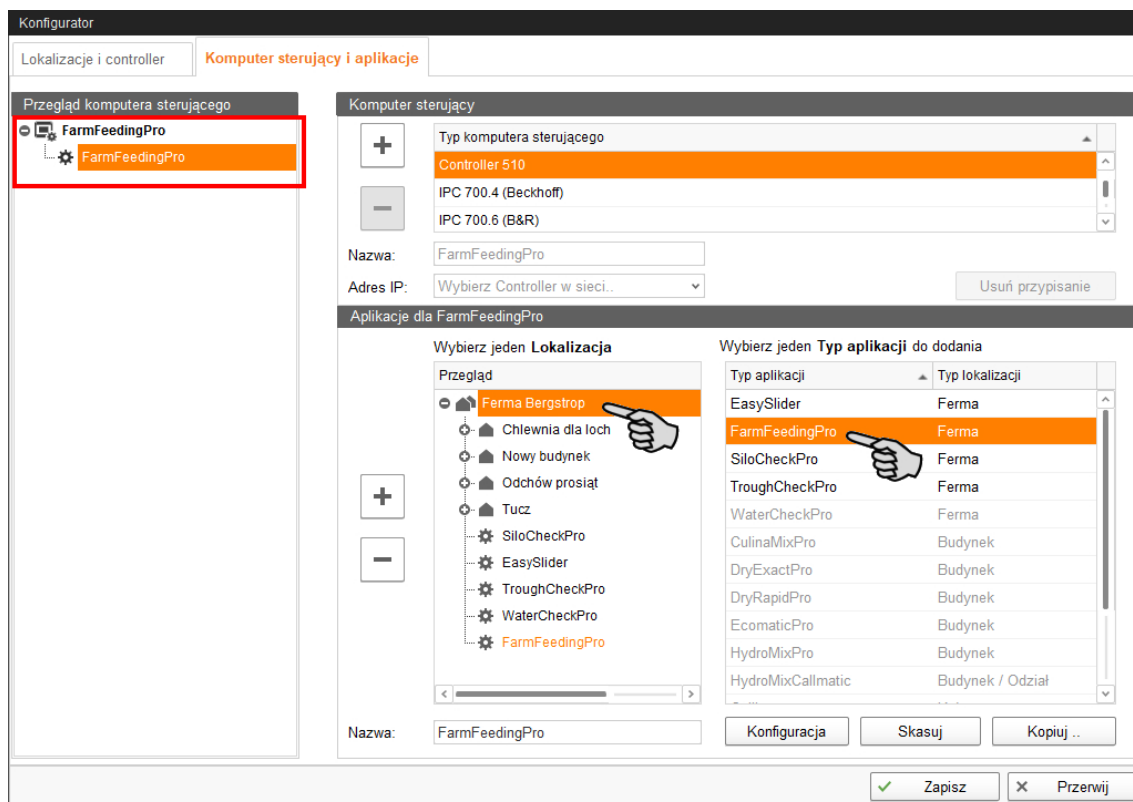 Konfigurator
Lokalizacje i controller
Komputer sterujący i aplikacje
Przegląd komputera sterującego
FarmFeedingPro
FarmFeedingPro
Komputer sterujący
Typ komputera sterującego
Controller 510
IPC 700.4 (Beckhoff)
IPC 700.6 (B&R)
Nazwa: FarmFeedingPro
Adres IP: Wybierz Controller w sieci..
Usuń przypisanie
Aplikacje dla FarmFeedingPro
Wybierz jeden Lokalizacja
Przegląd
Ferma Bergstrop
Chlewnia dla loch
Nowy budynek
Odchów prosiąt
Tucz
SiloCheckPro
EasySlider
TroughCheckPro
WaterCheckPro
FarmFeedingPro
Nazwa: FarmFeedingPro
Wybierz jeden Typ aplikacji do dodania
Typ aplikacji Typ lokalizacji
EasySlider Ferma
FarmFeedingPro Ferma
SiloCheckPro Ferma
TroughCheckPro Ferma
WaterCheckPro Ferma
CulinaMixPro Budynek
DryExactPro Budynek
DryRapidPro Budynek
EcomaticPro Budynek
HydroMixPro Budynek
HydroMixCallmatic Budynek / Odział
Konfiguracja
Skasuj
Kopiuj ..
Zapisz
Przerwij